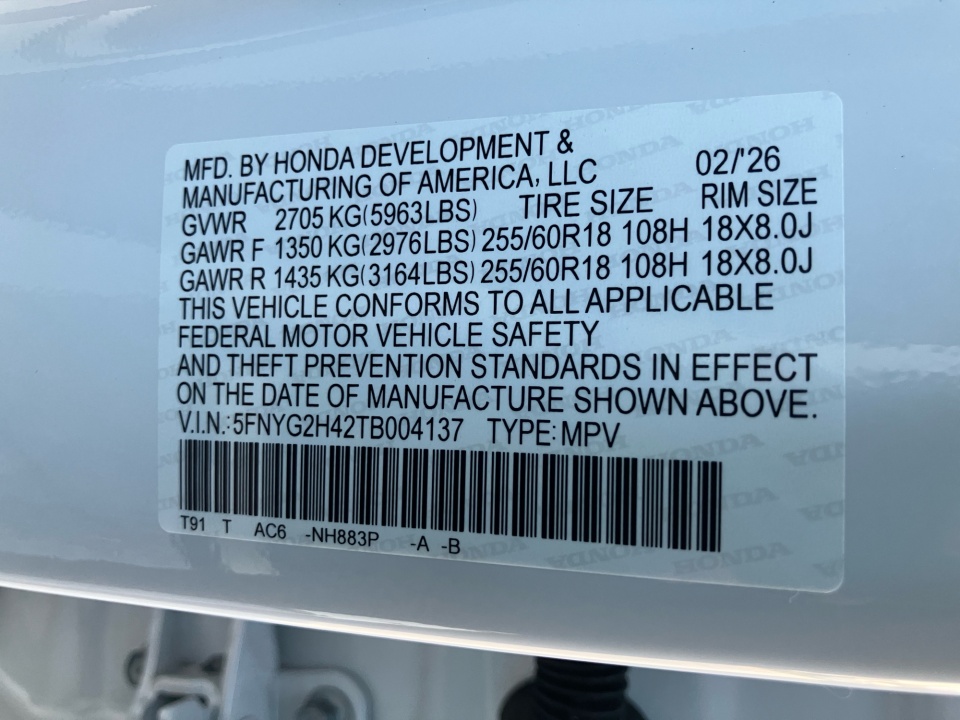 MFD. BY HONDA DEVELOPMENT &
MANUFACTURING OF AMERICA, LLC 02/'26
GVWR 2705 KG(5963LBS) TIRE SIZE RIM SIZE
GAWR F 1350 KG(2976LBS) 255/60R18 108H 18X8.0J
GAWR R 1435 KG(3164LBS) 255/60R18 108H 18X8.0J
THIS VEHICLE CONFORMS TO ALL APPLICABLE
FEDERAL MOTOR VEHICLE SAFETY
AND THEFT PREVENTION STANDARDS IN EFFECT
ON THE DATE OF MANUFACTURE SHOWN ABOVE.
V.I.N.:5FNYG2H42TB004137 TYPE:MPV
T91 T AC6 -NH883P -A -B